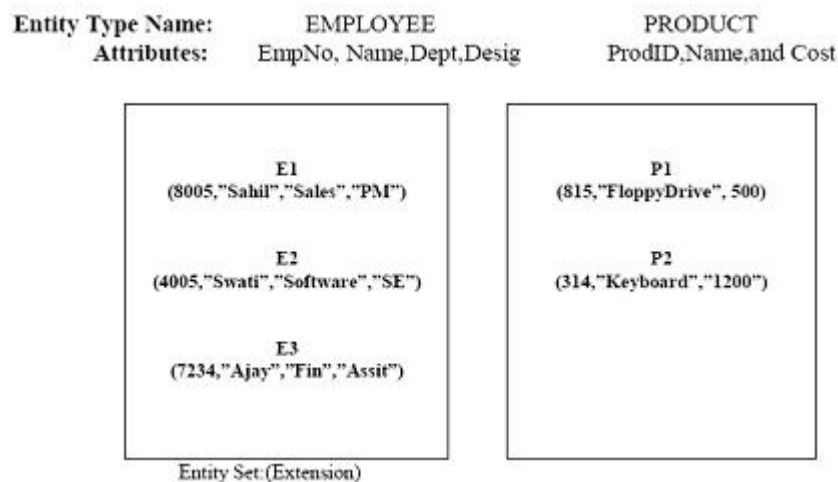 Entity Type Name: EMPLOYEE PRODUCT
Attributes: EmpNo, Name,Dept,Desig ProdID,Name,and Cost
E1
(8005,”Sahil”,”Sales”,”PM”)
E2
(4005,”Swati”,”Software”,”SE”)
E3
(7234,”Ajay”,”Fin”,”Assit”)
P1
(815,”FloppyDrive”, 500)
P2
(314,”Keyboard”,”1200”)
Entity Set:(Extension)